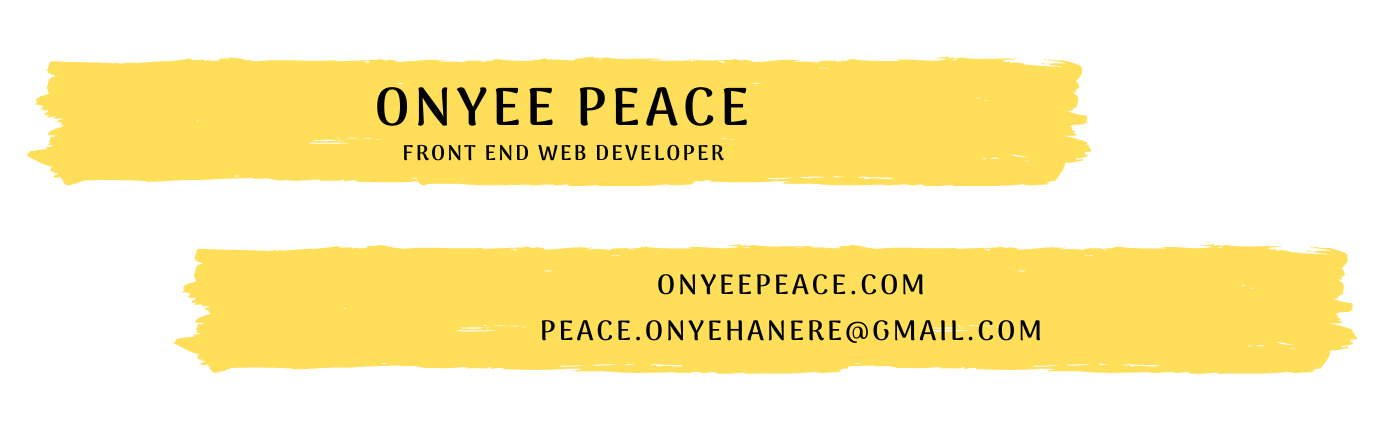 ONYEE PEACE
FRONT END WEB DEVELOPER
ONYEEPEACE.COM
PEACE.ONYEHANERE@GMAIL.COM